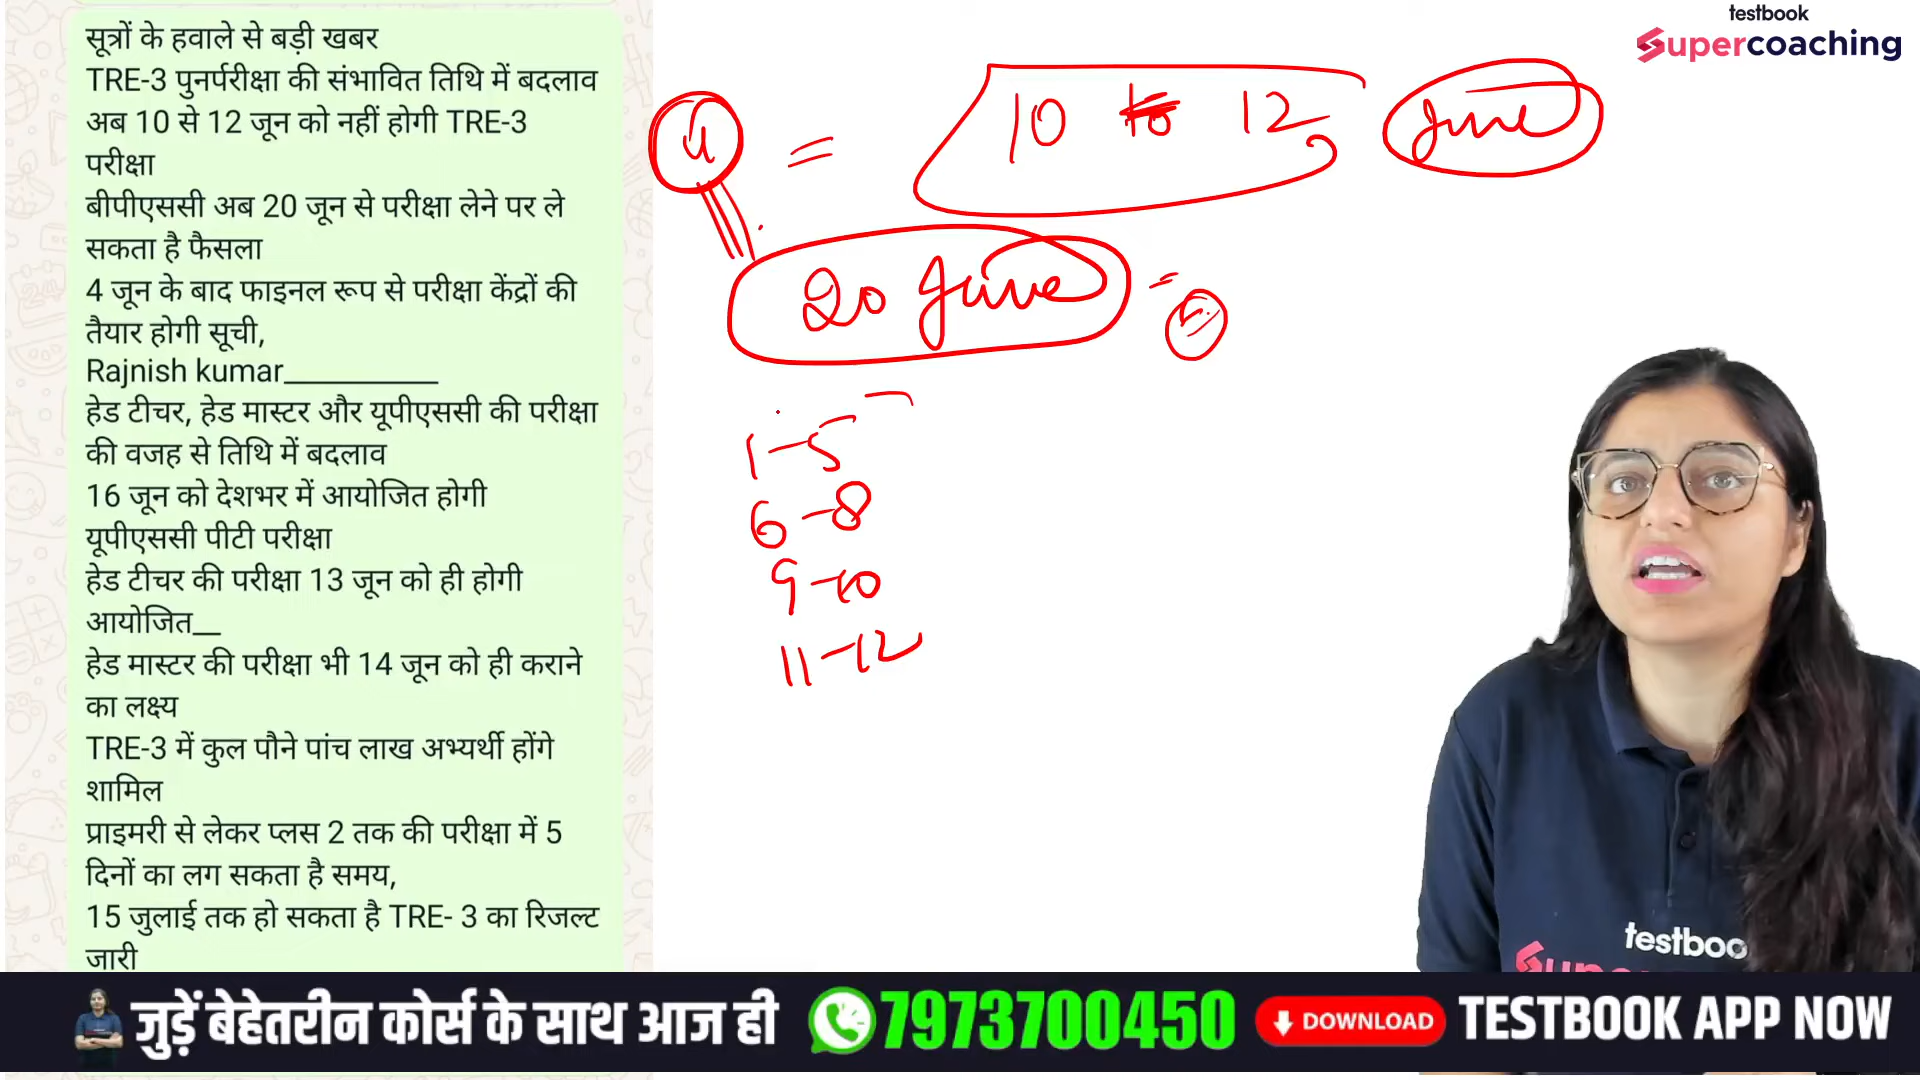 सूत्रों के हवाले से बड़ी खबर
TRE-3 पुनर्परीक्षा की संभावित तिथि में बदलाव
अब 10 से 12 जून को नहीं होगी TRE-3
परीक्षा
बीपीएससी अब 20 जून से परीक्षा लेने पर ले
सकता है फैसला
4 जून के बाद फाइनल रूप से परीक्षा केंद्रों की
तैयार होगी सूची,
Rajnish kumar___________
हेड टीचर, हेड मास्टर और यूपीएससी की परीक्षा
की वजह से तिथि में बदलाव
16 जून को देशभर में आयोजित होगी
यूपीएससी पीटी परीक्षा
हेड टीचर की परीक्षा 13 जून को ही होगी
आयोजित__
हेड मास्टर की परीक्षा भी 14 जून को ही कराने
का लक्ष्य
TRE-3 में कुल पौने पांच लाख अभ्यर्थी होंगे
शामिल
प्राइमरी से लेकर प्लस 2 तक की परीक्षा में 5
दिनों का लग सकता है समय,
15 जुलाई तक हो सकता है TRE- 3 का रिजल्ट
जारी
testbook
Supercoaching
= 10 to 12 June
20 June =
1-5
6-8
9-10
11-12
testboo
जुड़ें बेहेतरीन कोर्स के साथ आज ही 7973700450 DOWNLOAD TESTBOOK APP NOW